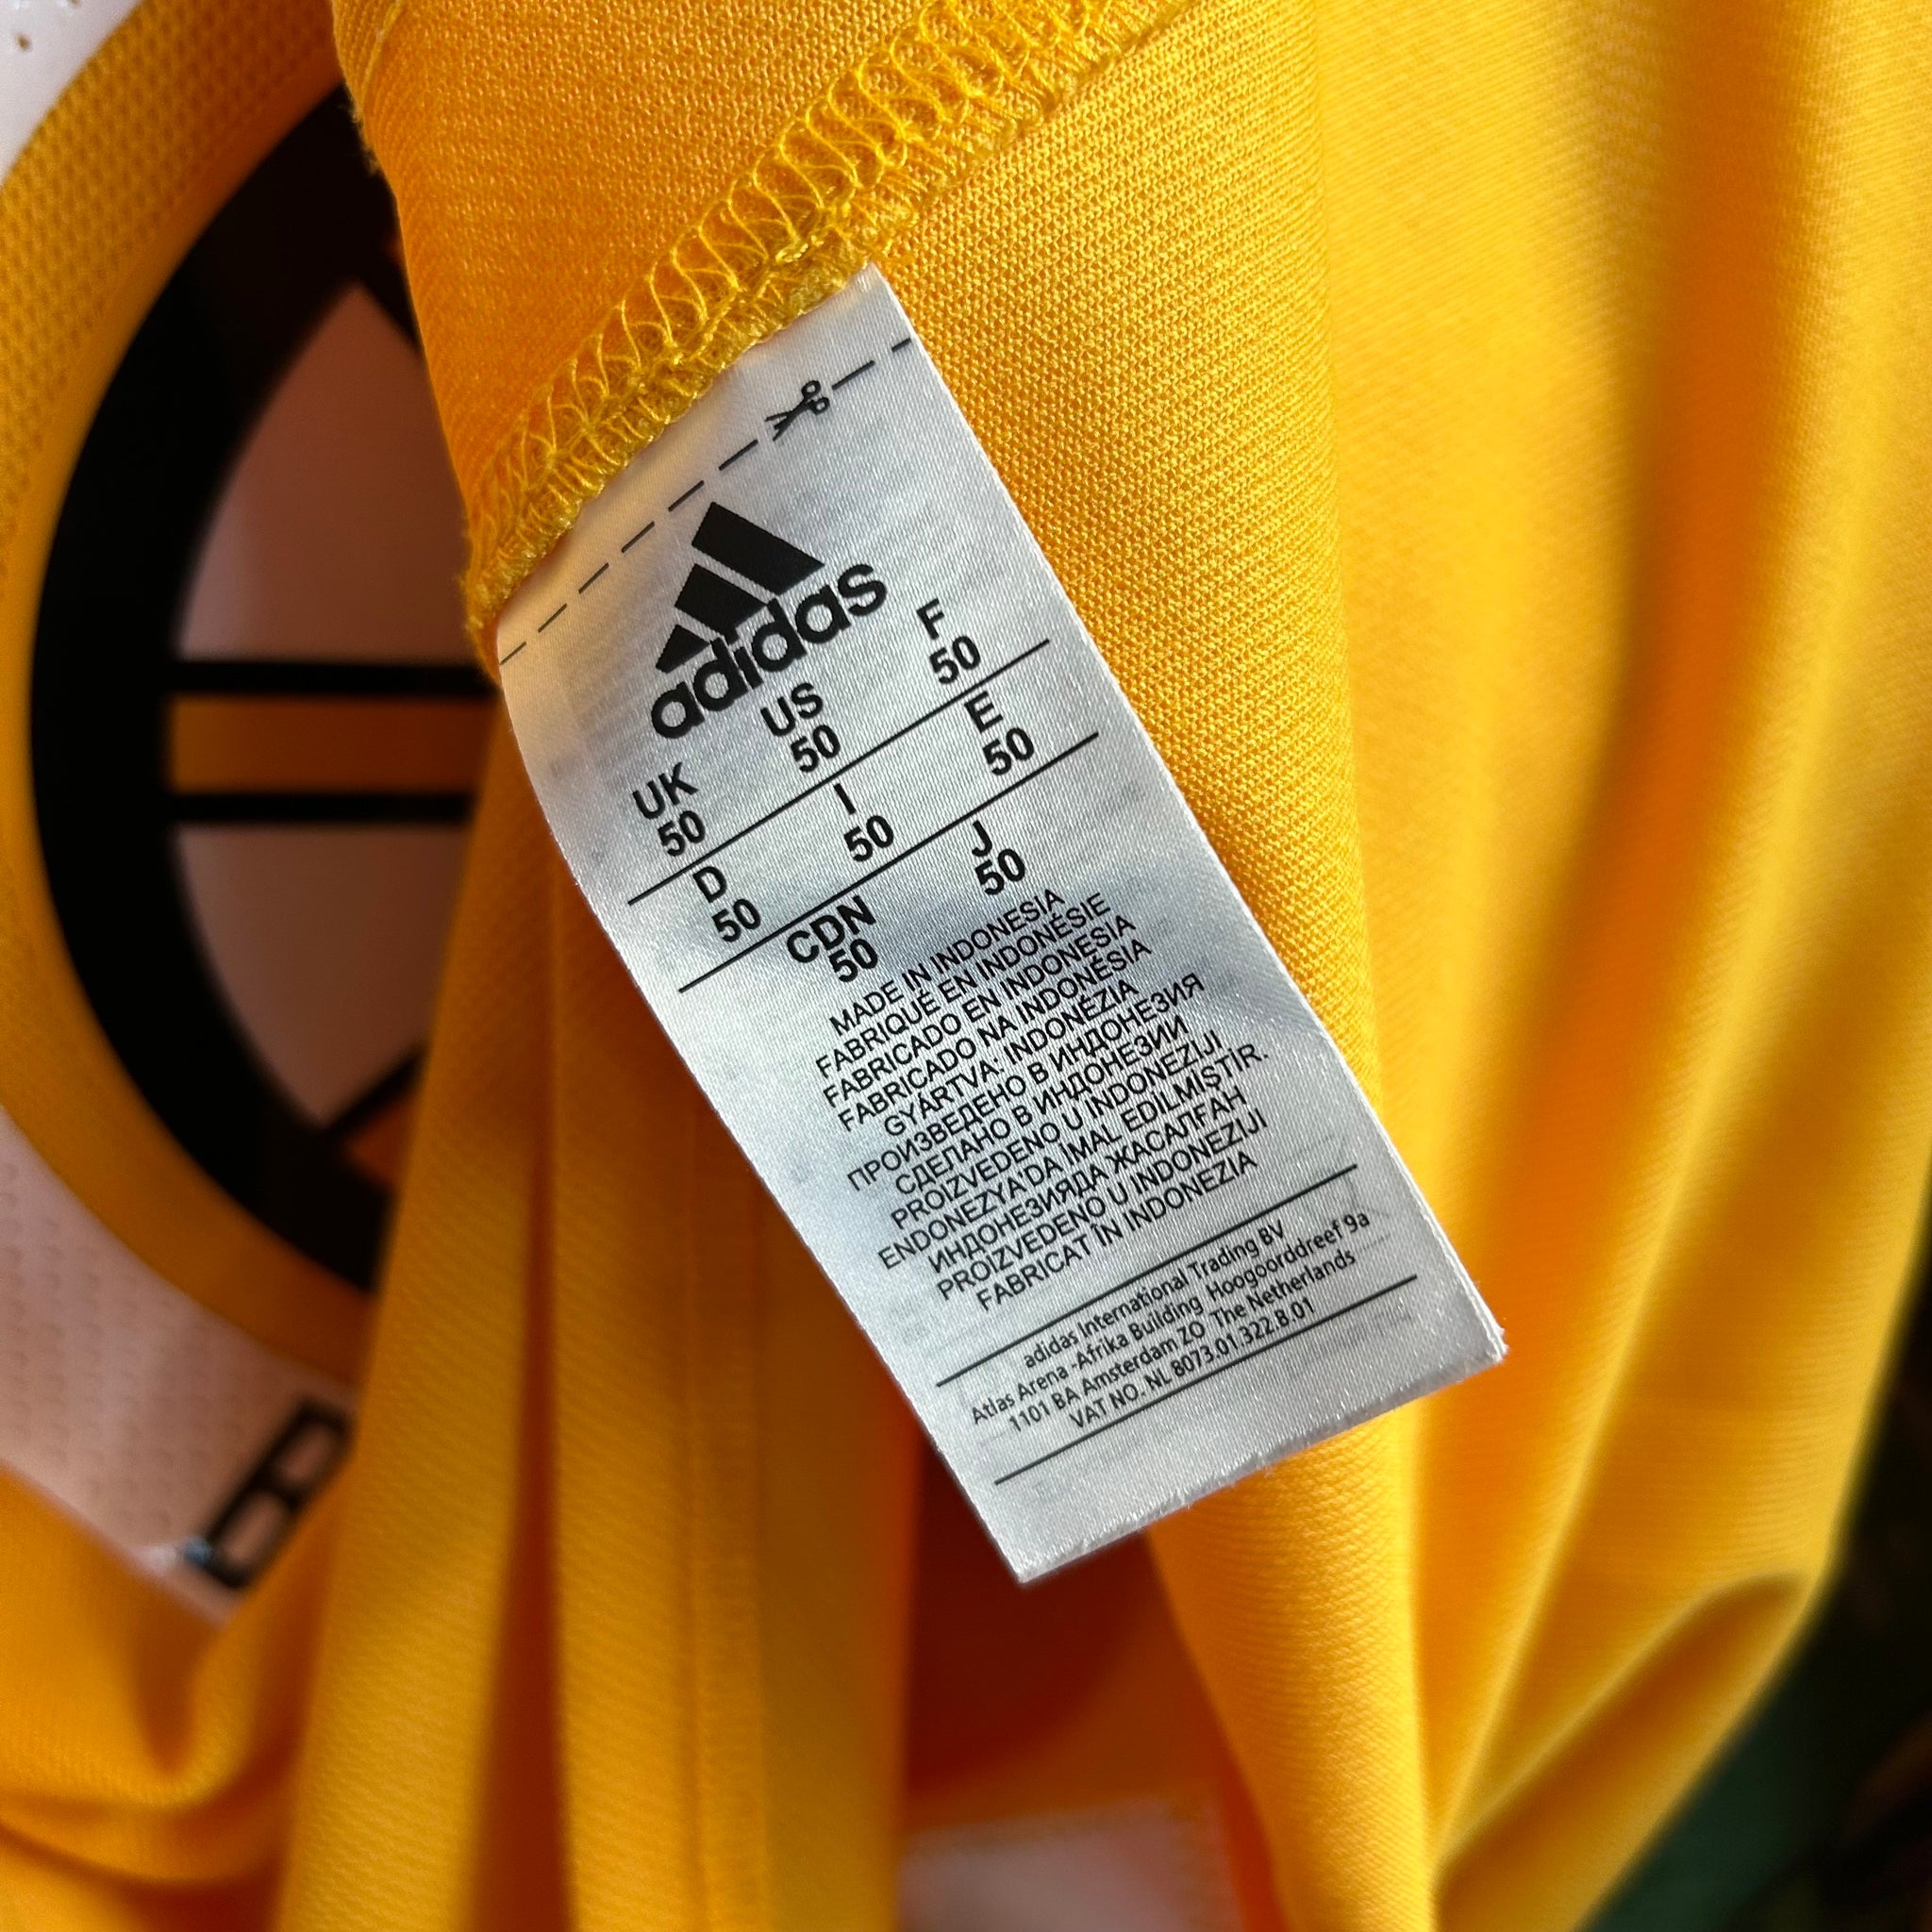 adidas
UK US F
50 50 50
D I E
50 50 50
CDN J
50 50
MADE IN INDONESIA
FABRIQUÉ EN INDONÉSIE
FABRICADO EN INDONESIA
FABRICADO NA INDONÉSIA
GYÁRTVA: INDONÉZIA
ПРОИЗВЕДЕНО В ИНДОНЕЗИЯ
СДЕЛАНО В ИНДОНЕЗИИ
PROIZVEDENO U INDONEZIJI
ENDONEZYA'DA İMAL EDİLMİŞTİR.
ИНДОНЕЗИЯДА ЖАСАЛҒАН
PROIZVEDENO U INDONEZIJI
FABRICAT ÎN INDONEZIA
adidas International Trading BV
Atlas Arena -Afrika Building Hoogoorddreef 9a
1101 BA Amsterdam ZO The Netherlands
VAT NO. NL 8073.01.322.B.01
B